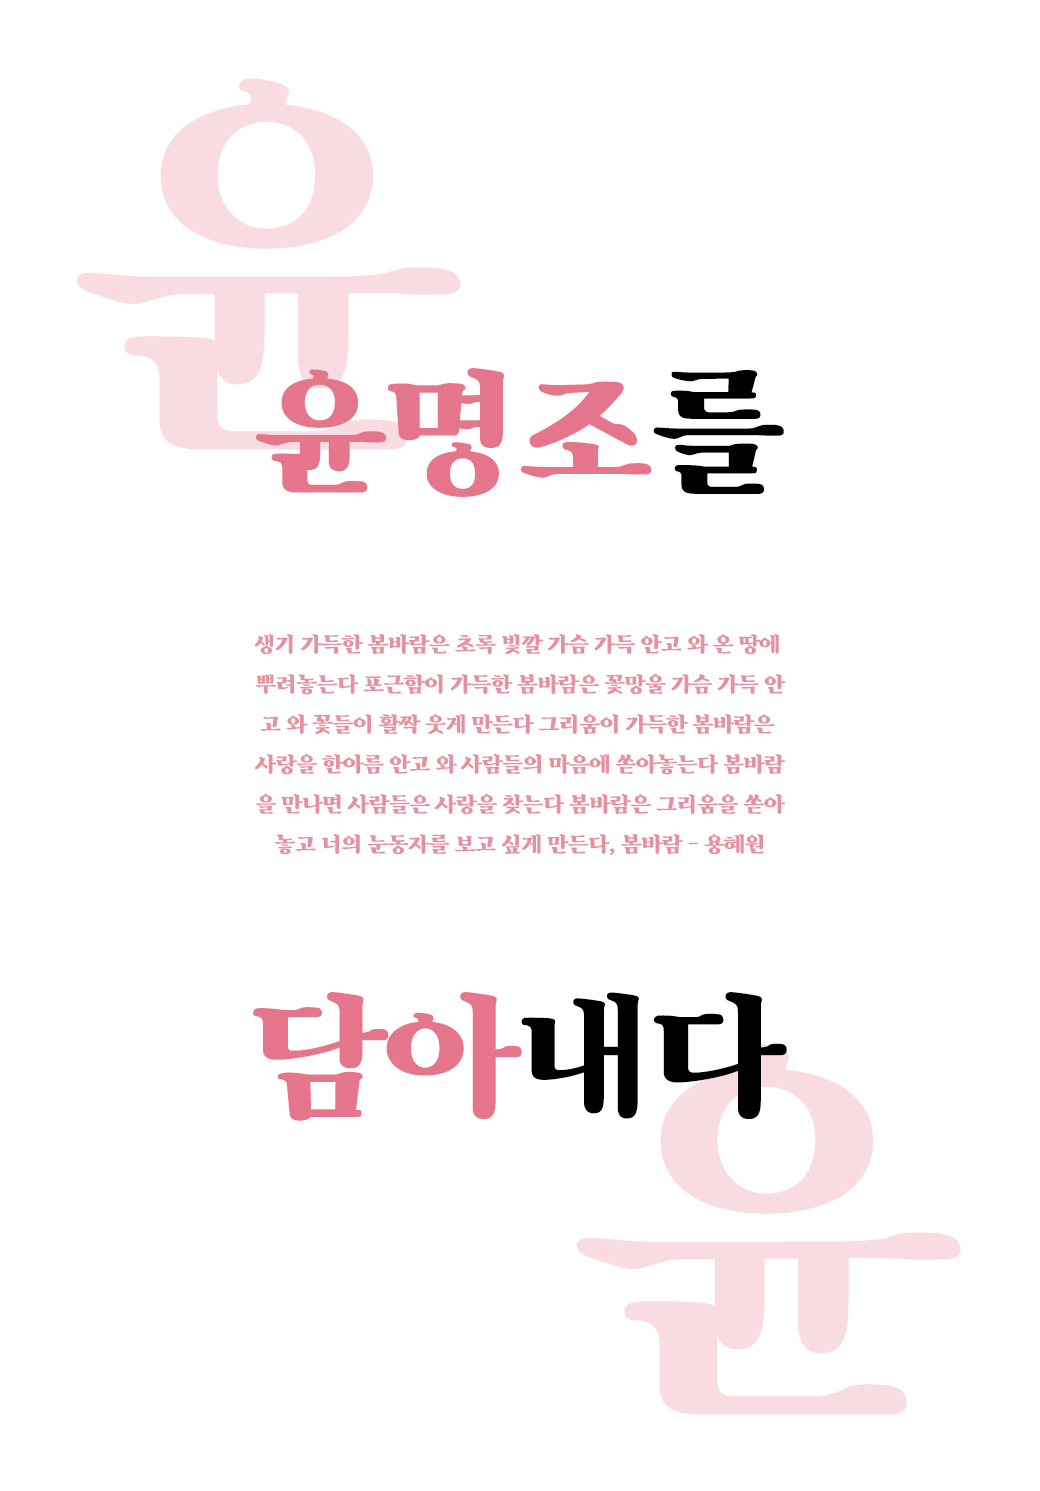 윤
윤명조를
생기 가득한 봄바람은 초록 빛깔 가슴 가득 안고 와 온 땅에
뿌려놓는다 포근함이 가득한 봄바람은 꽃망울 가슴 가득 안
고 와 꽃들이 활짝 웃게 만든다 그리움이 가득한 봄바람은
사랑을 한아름 안고 와 사람들의 마음에 쏟아놓는다 봄바람
을 만나면 사람들은 사랑을 찾는다 봄바람은 그리움을 쏟아
놓고 너의 눈동자를 보고 싶게 만든다, 봄바람 - 용혜원
담아내다
윤